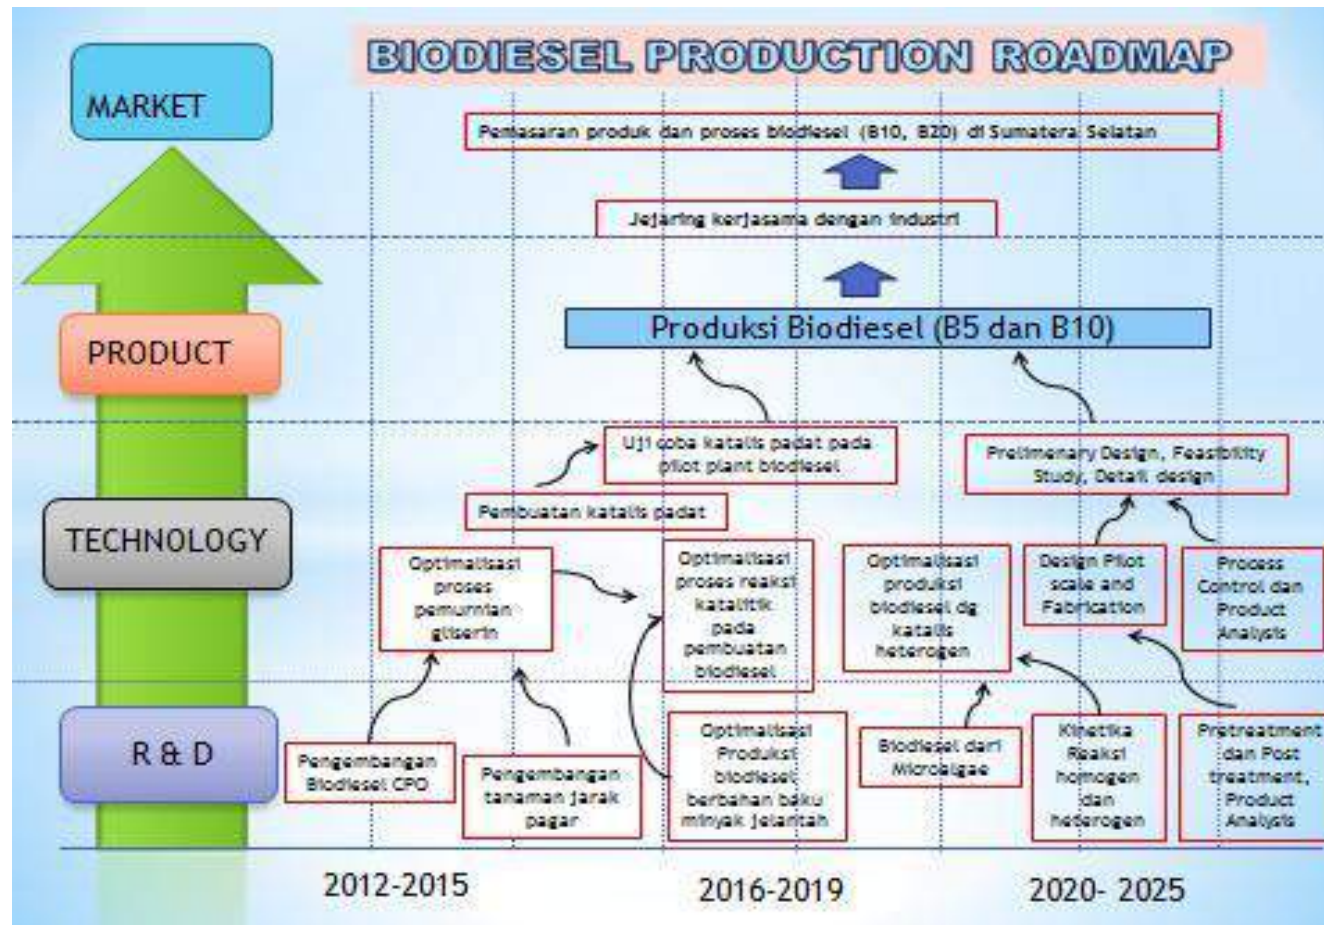 BIODIESEL PRODUCTION ROADMAP
MARKET
Pemasaran produk dan proses biodiesel (B10, B20) di Sumatera Selatan
Jejaring kerjasama dengan industri
PRODUCT
Produksi Biodiesel (B5 dan B10)
Uji coba katalis padat pada
pilot plant biodiesel
Prelimenary Design, Feasibility
Study, Detail design
Pembuatan katalis padat
TECHNOLOGY
Optimalisasi
proses
pemurnian
gliserin
Optimalisasi
proses reaksi
katalitik
pada
pembuatan
biodiesel
Optimalisasi
produksi
biodiesel dg
katalis
heterogen
Design Pilot
scale and
Fabrication
Process
Control dan
Product
Analysis
R & D
Pengembangan
Biodiesel CPO
Pengembangan
tanaman jarak
pagar
Optimalisasi
Produksi
biodiesel
berbahan baku
minyak jelantah
Biodiesel dari
Microalgae
Kinetika
Reaksi
homogen
dan
heterogen
Pretreatment
dan Post
treatment,
Product
Analysis
2012-2015
2016-2019
2020- 2025